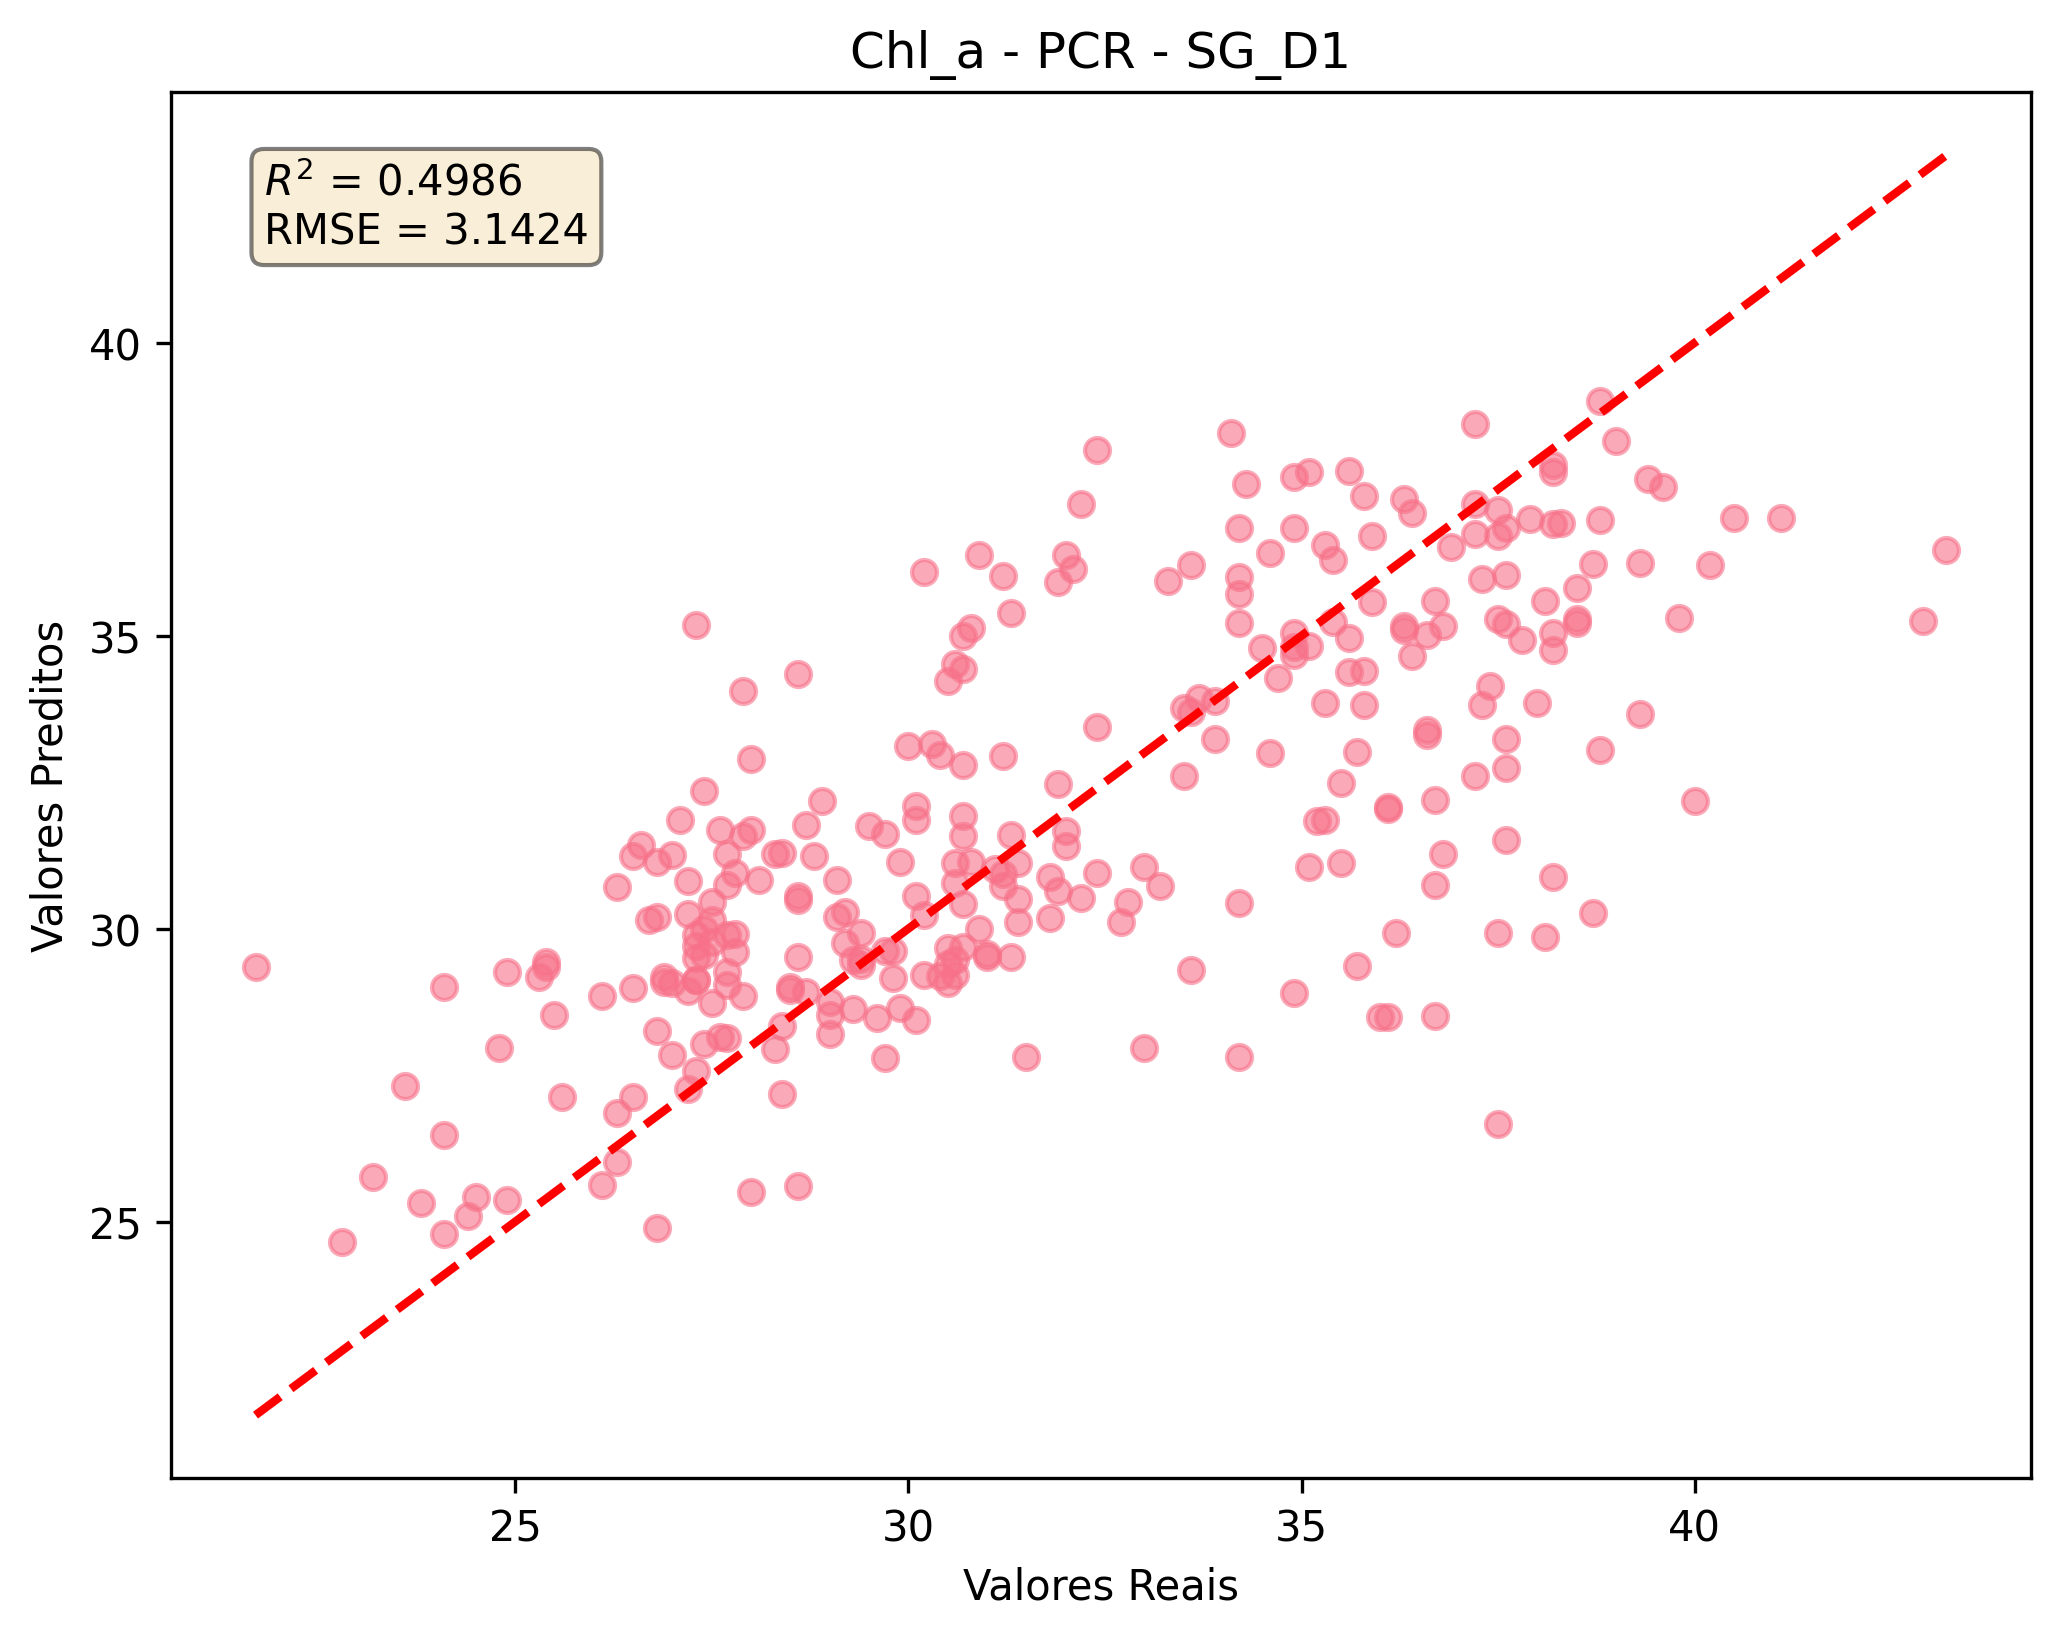 Chl_a - PCR - SG_D1
R² = 0.4986
RMSE = 3.1424
Valores Preditos
40
35
30
25
25 30 35 40
Valores Reais